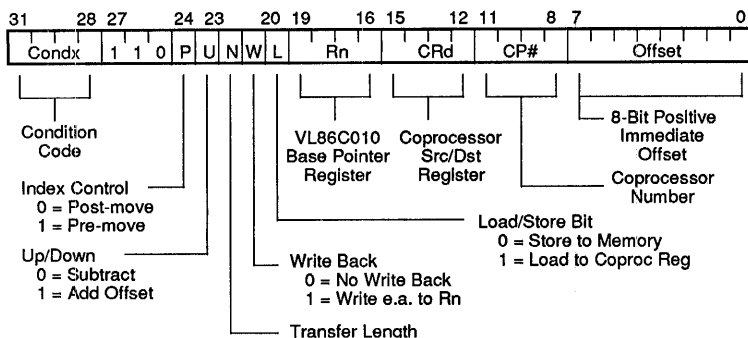 31 28 27 24 23 20 19 16 15 12 11 8 7 0
Condx 1 1 0 P U N W L Rn CRd CP# Offset
Condition
Code
VL86C010
Base Pointer
Register
Coprocessor
Src/Dst
Register
8-Bit Positive
Immediate
Offset
Coprocessor
Number
Index Control
0 = Post-move
1 = Pre-move
Load/Store Bit
0 = Store to Memory
1 = Load to Coproc Reg
Up/Down
0 = Subtract
1 = Add Offset
Write Back
0 = No Write Back
1 = Write e.a. to Rn
Transfer Length